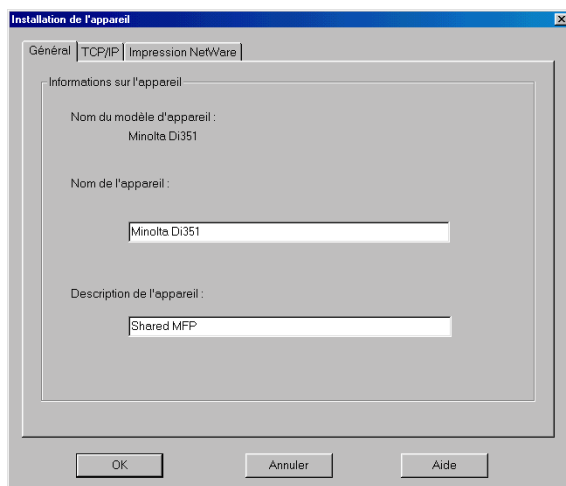 Installation de l'appareil
Général TCP/IP Impression NetWare
Informations sur l'appareil
Nom du modèle d'appareil :
Minolta Di351
Nom de l'appareil :
Minolta Di351
Description de l'appareil :
Shared MFP
OK Annuler Aide